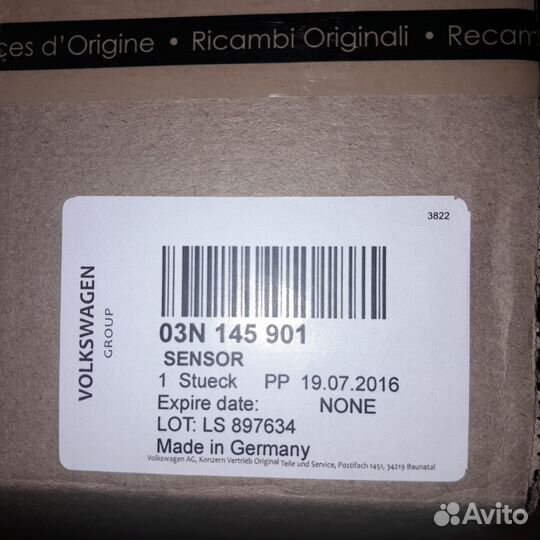 ces d'Origine • Ricambi Originali • Recam
3822
VOLKSWAGEN
GROUP
03N 145 901
SENSOR
1 Stueck PP 19.07.2016
Expire date: NONE
LOT: LS 897634
Made in Germany
Volkswagen AG, Konzern Vertrieb Original Teile und Service, Postfach 1451, 34219 Baunatal
Avito